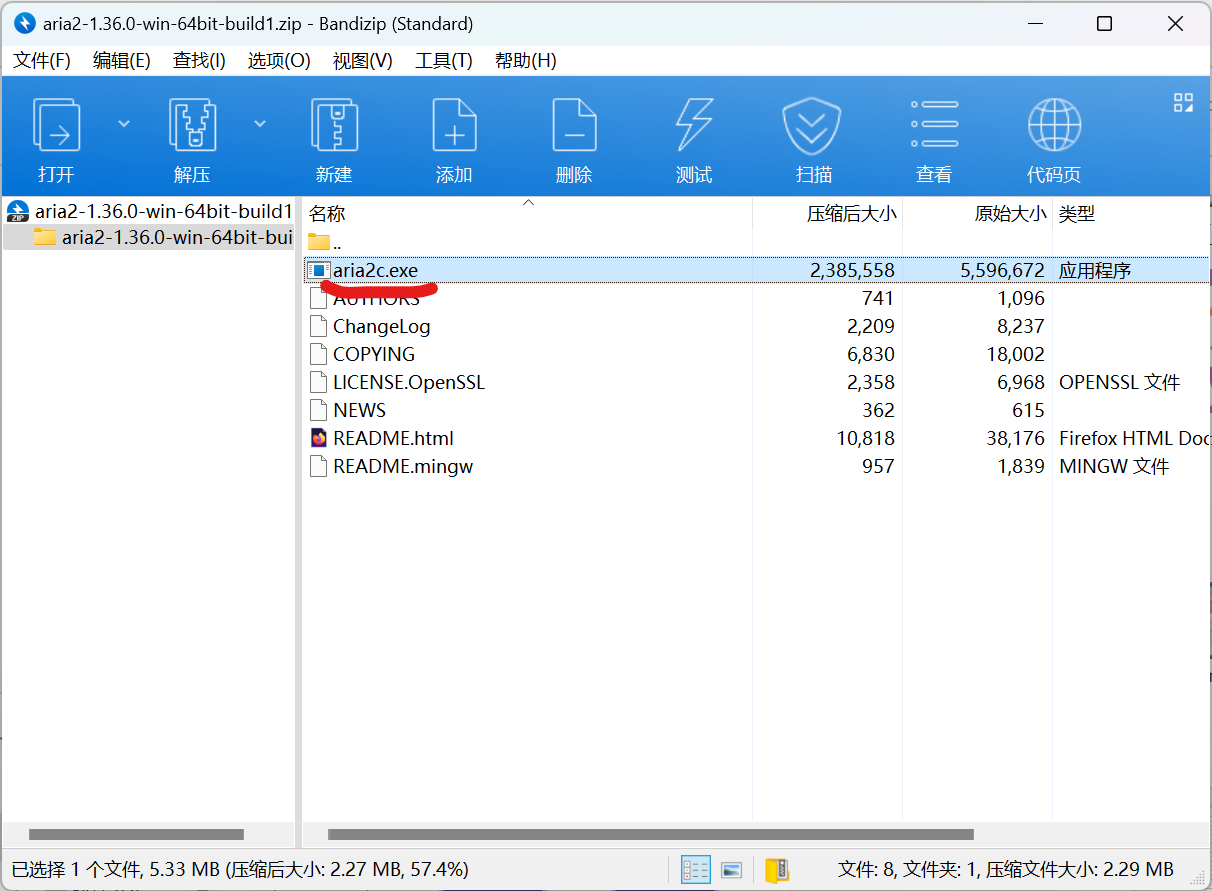 aria2-1.36.0-win-64bit-build1.zip - Bandizip (Standard)
文件(F) 编辑(E) 查找(I) 选项(O) 视图(V) 工具(T) 帮助(H)
打开 解压 新建 添加 删除 测试 扫描 查看 代码页
aria2-1.36.0-win-64bit-build1
aria2-1.36.0-win-64bit-bui
名称 压缩后大小 原始大小 类型
..
aria2c.exe 2,385,558 5,596,672 应用程序
AUTHORS 741 1,096
ChangeLog 2,209 8,237
COPYING 6,830 18,002
LICENSE.OpenSSL 2,358 6,968 OPENSSL 文件
NEWS 362 615
README.html 10,818 38,176 Firefox HTML Doc
README.mingw 957 1,839 MINGW 文件
已选择 1 个文件, 5.33 MB (压缩后大小: 2.27 MB, 57.4%) 文件: 8, 文件夹: 1, 压缩文件大小: 2.29 MB